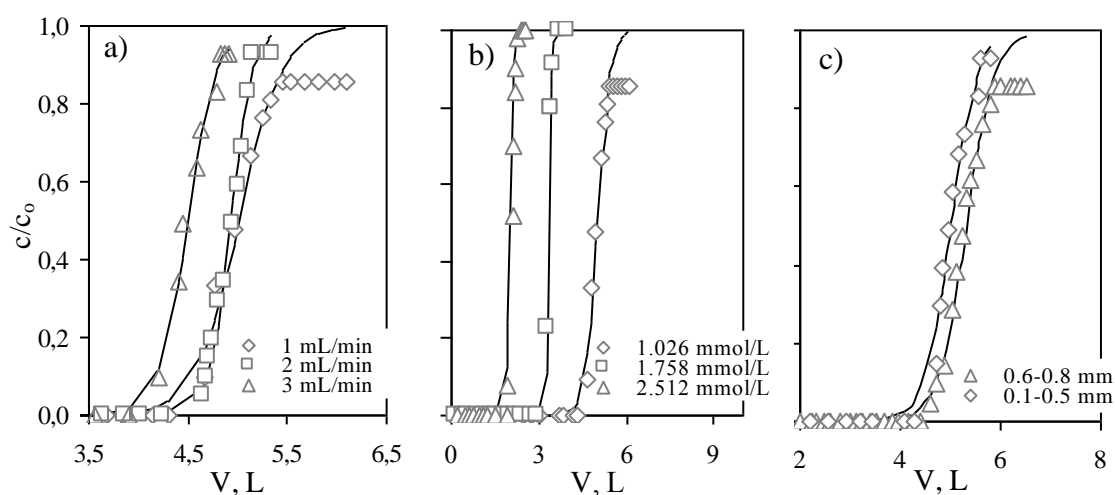 a)
1,0
0,8
0,6
0,4
0,2
0,0
c/c₀
1 mL/min
2 mL/min
3 mL/min
3,5 4,5 5,5 6,5
V, L
b)
1.026 mmol/L
1.758 mmol/L
2.512 mmol/L
0 3 6 9
V, L
c)
0.6-0.8 mm
0.1-0.5 mm
2 4 6 8
V, L